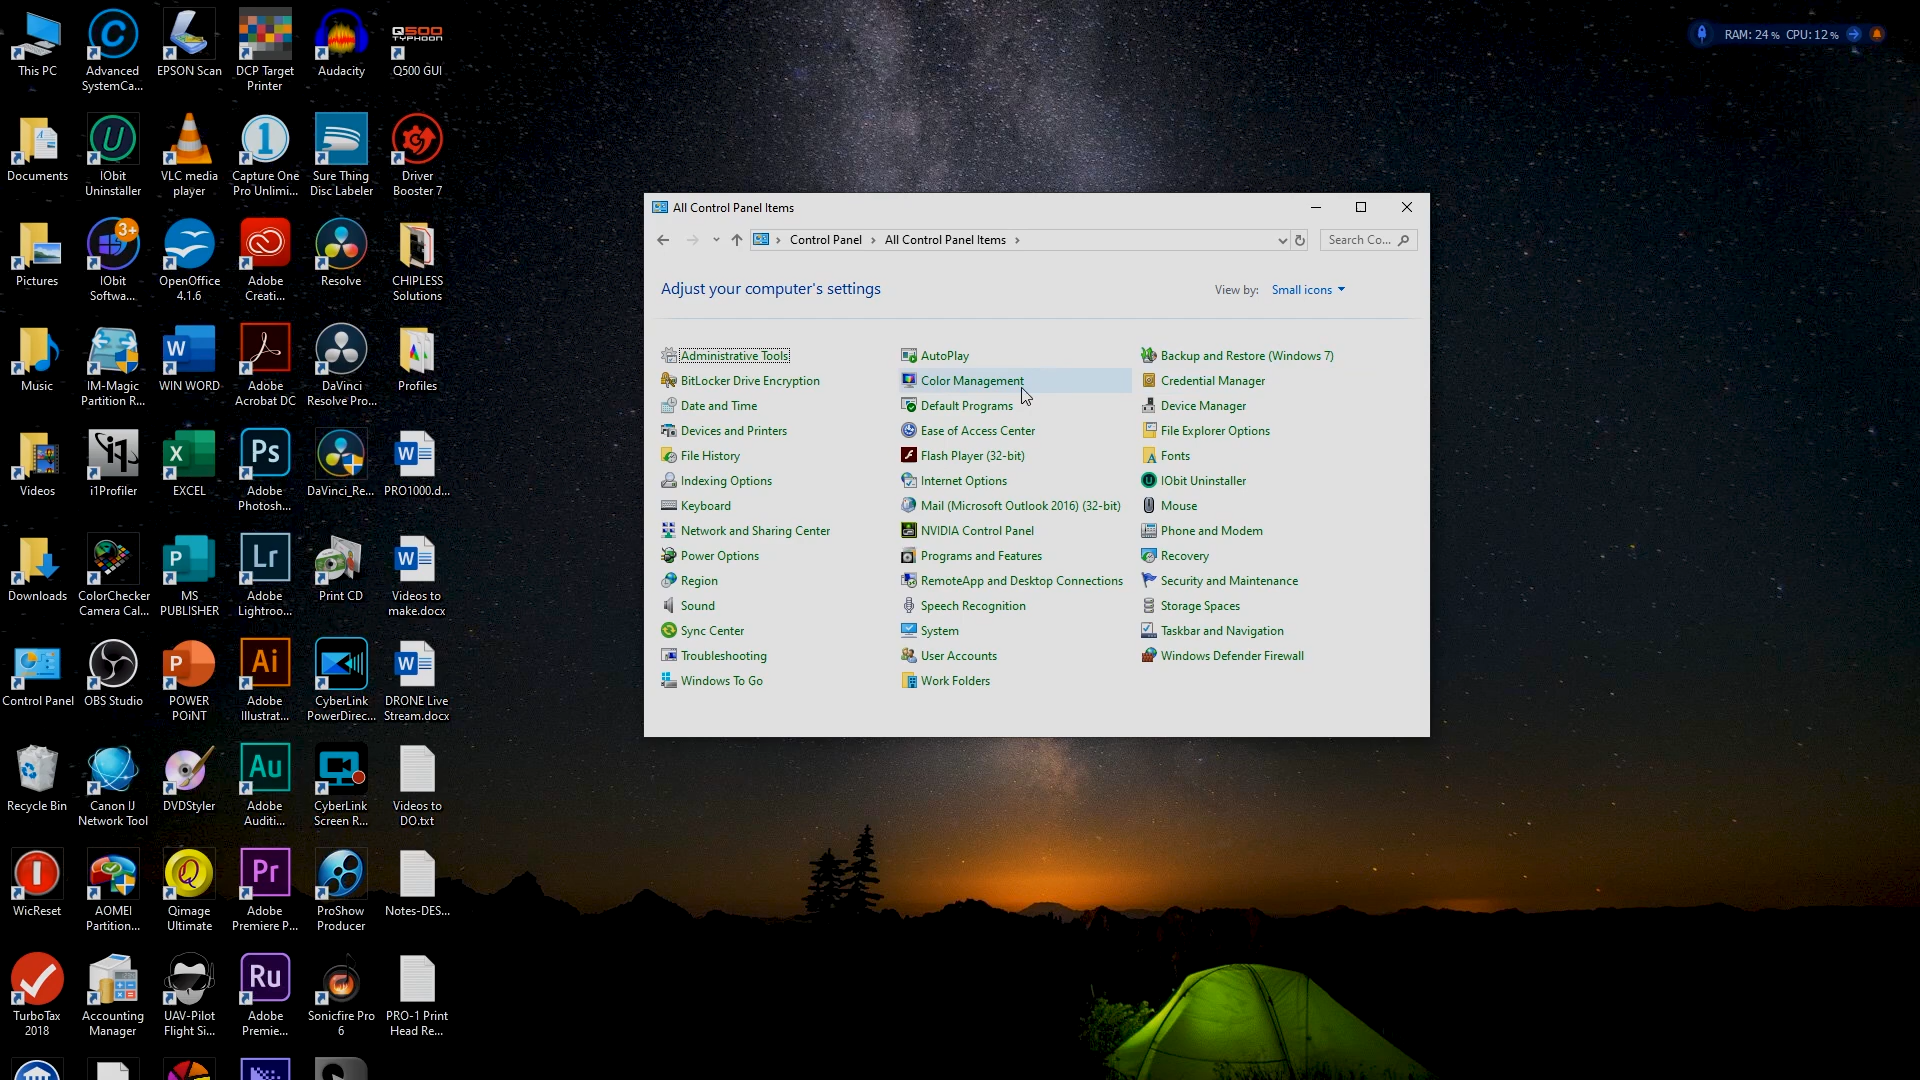 This PC
Advanced
SystemCa...
EPSON Scan
DCP Target
Printer
Audacity
Q500
TYPHOON
Q500 GUI
RAM: 24 % CPU: 12 %
Documents
IObit
Uninstaller
VLC media
player
Capture One
Pro Unlimi...
Sure Thing
Disc Labeler
Driver
Booster 7
Pictures
3+
IObit
Softwa...
OpenOffice
4.1.6
Adobe
Creati...
Resolve
CHIPLESS
Solutions
Music
IM-Magic
Partition R...
WIN WORD
Adobe
Acrobat DC
DaVinci
Resolve Pro...
Profiles
Videos
i1Profiler
EXCEL
Ps
Adobe
Photosh...
DaVinci_Re...
PRO1000.d...
Downloads
ColorChecker
Camera Cal...
MS
PUBLISHER
Lr
Adobe
Lightroo...
Print CD
Videos to
make.docx
Control Panel
OBS Studio
POWER
POiNT
Ai
Adobe
Illustrat...
CyberLink
PowerDirec...
DRONE Live
Stream.docx
Recycle Bin
Canon IJ
Network Tool
DVDStyler
Au
Adobe
Auditi...
CyberLink
Screen R...
Videos to
DO.txt
WicReset
AOMEI
Partition...
Qimage
Ultimate
Pr
Adobe
Premiere P...
ProShow
Producer
Notes-DES...
TurboTax
2018
Accounting
Manager
UAV-Pilot
Flight Si...
Ru
Adobe
Premie...
Sonicfire Pro
6
PRO-1 Print
Head Re...
All Control Panel Items
Control Panel
All Control Panel Items
Search Co...
Adjust your computer's settings
View by: Small icons
Administrative Tools
AutoPlay
Backup and Restore (Windows 7)
BitLocker Drive Encryption
Color Management
Credential Manager
Date and Time
Default Programs
Device Manager
Devices and Printers
Ease of Access Center
File Explorer Options
File History
Flash Player (32-bit)
Fonts
Indexing Options
Internet Options
IObit Uninstaller
Keyboard
Mail (Microsoft Outlook 2016) (32-bit)
Mouse
Network and Sharing Center
NVIDIA Control Panel
Phone and Modem
Power Options
Programs and Features
Recovery
Region
RemoteApp and Desktop Connections
Security and Maintenance
Sound
Speech Recognition
Storage Spaces
Sync Center
System
Taskbar and Navigation
Troubleshooting
User Accounts
Windows Defender Firewall
Windows To Go
Work Folders